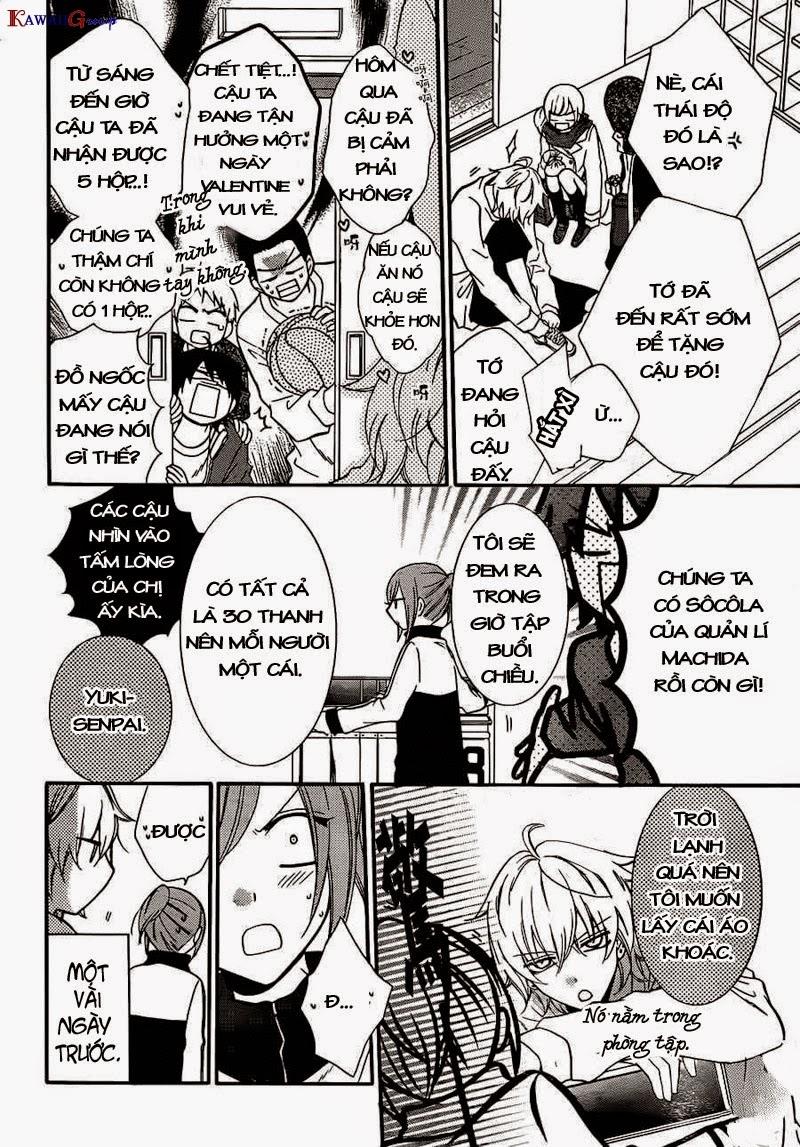 KAWAII GROUP
NÈ, CÁI
THÁI ĐỘ
ĐÓ LÀ
SAO!?
TỚ ĐÃ
ĐẾN RẤT SỚM
ĐỂ TẶNG
CẬU ĐÓ!
Ừ...
HẮT XÌ
TỚ
ĐANG
HỎI
CẬU
ĐẤY.
HÔM
QUA
CẬU ĐÃ
BỊ CẢM
PHẢI
KHÔNG?
NẾU CẬU
ĂN NÓ
CẬU SẼ
KHỎE HƠN
ĐÓ.
CHẾT TIỆT...!
CẬU TA
ĐANG TẬN
HƯỞNG MỘT
NGÀY
VALENTINE
VUI VẺ.
Trong
khi
mình
tay không
TỪ SÁNG
ĐẾN GIỜ
CẬU TA ĐÃ
NHẬN ĐƯỢC
5 HỘP...!
CHÚNG TA
THẬM CHÍ
CÒN KHÔNG
CÓ 1 HỘP...
ĐỒ NGỐC
MẤY CẬU
ĐANG NÓI
GÌ THẾ?
CHÚNG TA
CÓ SÔCÔLA
CỦA QUẢN LÍ
MACHIDA
RỒI CÒN GÌ!
TÔI SẼ
ĐEM RA
TRONG
GIỜ TẬP
BUỔI
CHIỀU.
CÓ TẤT CẢ
LÀ 30 THANH
NÊN MỖI NGƯỜI
MỘT CÁI.
CÁC CẬU
NHÌN VÀO
TẤM LÒNG
CỦA CHỊ
ẤY KÌA.
YUKI-
SENPAI.
TRỜI
LẠNH
QUÁ NÊN
TÔI MUỐN
LẤY CÁI ÁO
KHOÁC.
Nó nằm trong
phòng tập.
驚
Đ...
ĐƯỢC
MỘT
VÀI
NGÀY
TRƯỚC.